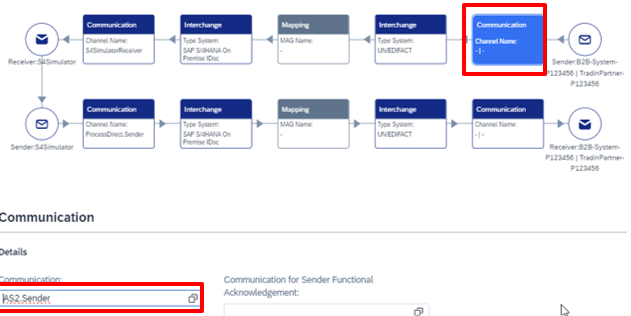 Communication
Channel Name:
S4SimulatorReceiver
Interchange
Type System:
SAP S/4HANA On
Premise IDoc
Mapping
MAG Name:
-
Interchange
Type System:
UN/EDIFACT
Communication
Channel Name:
- | -
Receiver:S4Simulator
Sender:B2B-System-
P123456 | TradinPartner-
P123456
Communication
Channel Name:
ProcessDirect.Sender
Interchange
Type System:
SAP S/4HANA On
Premise IDoc
Mapping
MAG Name:
-
Interchange
Type System:
UN/EDIFACT
Communication
Channel Name:
- | -
Sender:S4Simulator
Receiver:B2B-System-
P123456 | TradinPartner-
P123456
Communication
Details
Communication:
AS2.Sender
Communication for Sender Functional
Acknowledgement: